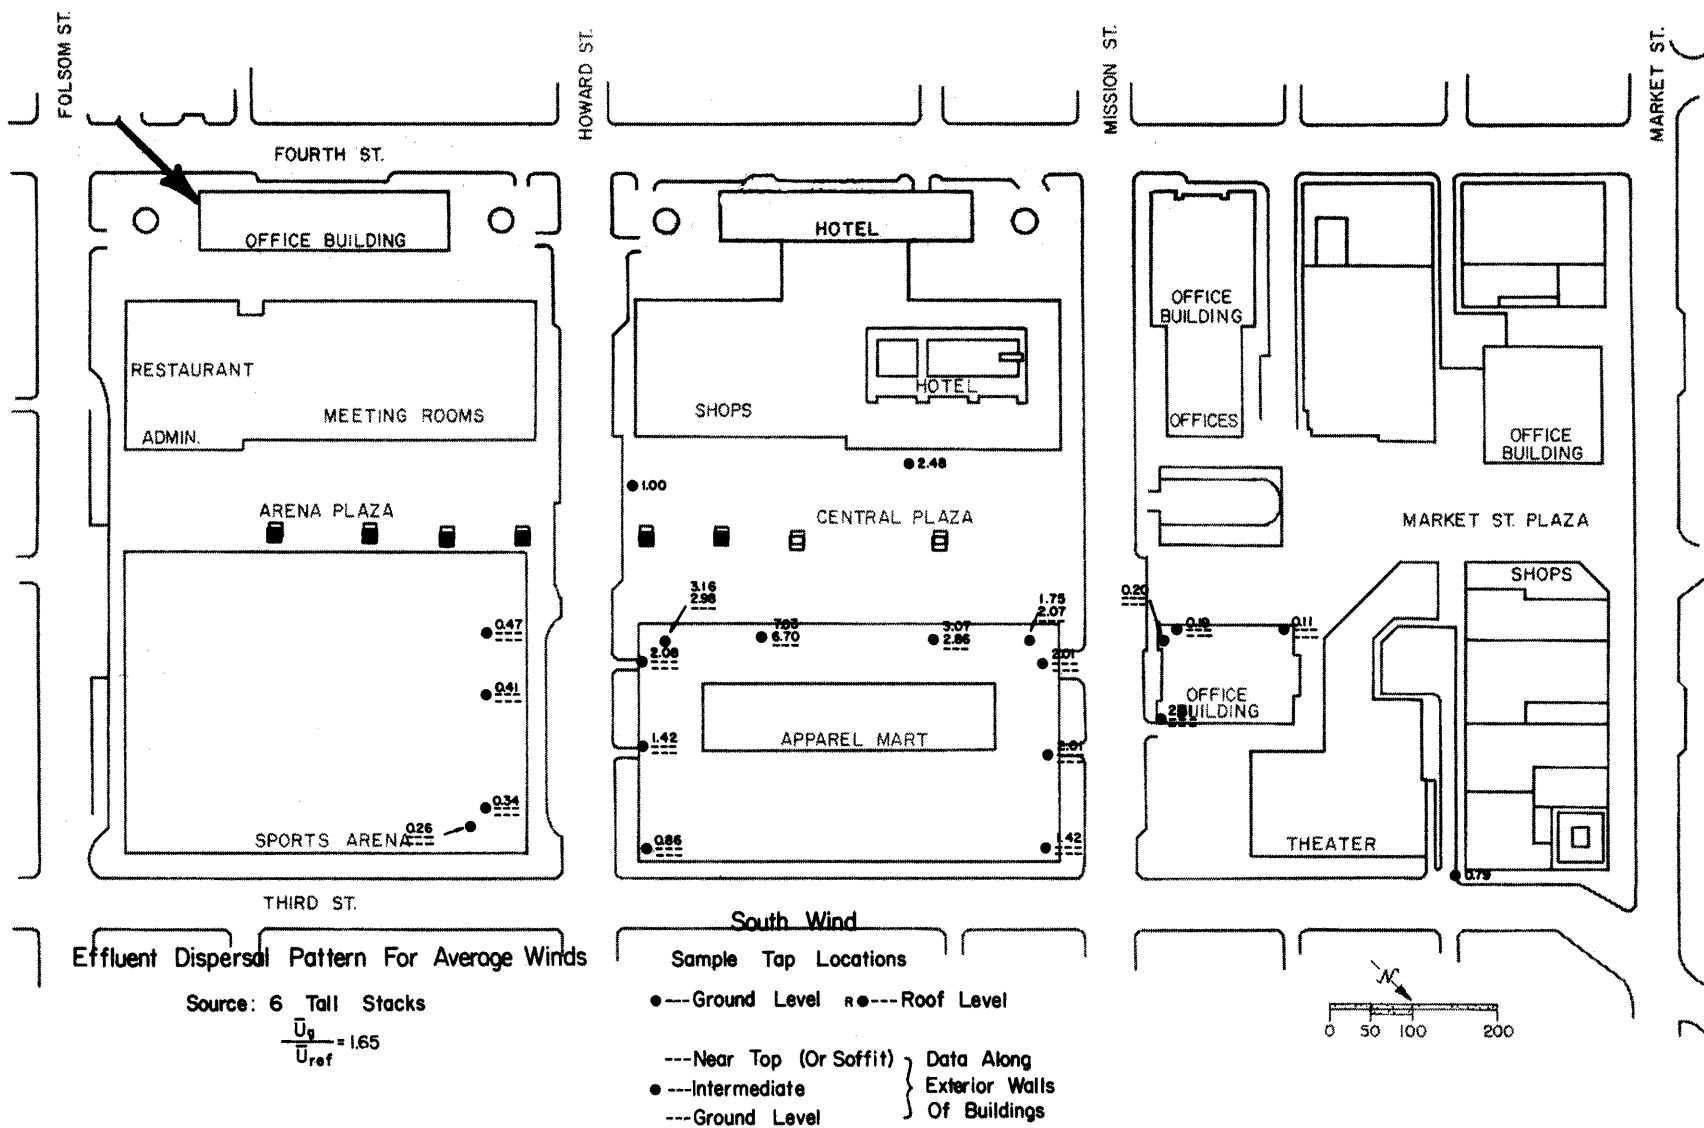 FOLSOM ST.
HOWARD ST.
MISSION ST.
MARKET ST.
FOURTH ST.
OFFICE BUILDING
HOTEL
OFFICE
BUILDING
RESTAURANT
MEETING ROOMS
ADMIN.
SHOPS
HOTEL
OFFICES
OFFICE
BUILDING
2.48
1.00
ARENA PLAZA
CENTRAL PLAZA
MARKET ST. PLAZA
SHOPS
3.16
2.98
1.75
2.07
0.20
0.47
6.70
3.07
2.86
0.11
2.08
2.01
0.41
OFFICE
BUILDING
1.42
APPAREL MART
2.01
0.34
0.26
SPORTS ARENA
0.86
1.42
THEATER
0.79
THIRD ST.
South Wind
Effluent Dispersal Pattern For Average Winds
Sample Tap Locations
Source: 6 Tall Stacks
●---Ground Level R●---Roof Level
Ūg
Ūref
=1.65
---Near Top (Or Soffit)
●---Intermediate
---Ground Level
Data Along
Exterior Walls
Of Buildings
N
0 50 100 200